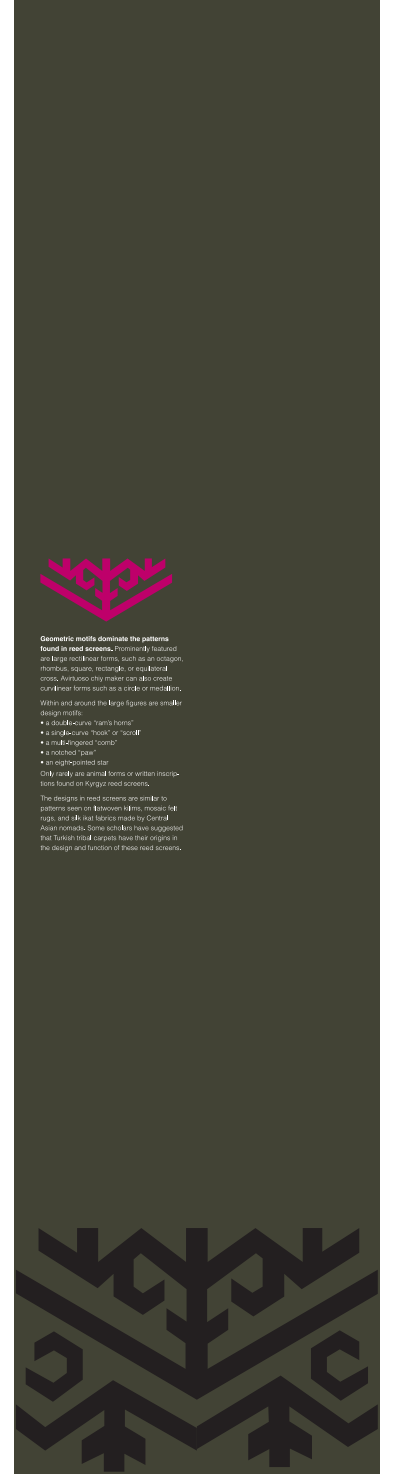 Geometric motifs dominate the patterns
found in reed screens. Prominently featured
are large rectilinear forms, such as an octagon,
rhombus, square, rectangle, or equilateral
cross. Avirtuoso chiy maker can also create
curvilinear forms such as a circle or medallion.
Within and around the large figures are smaller
design motifs:
• a double-curve "ram's horns"
• a single-curve "hook" or "scroll"
• a multi-fingered "comb"
• a notched "paw"
• an eight-pointed star
Only rarely are animal forms or written inscrip-
tions found on Kyrgyz reed screens.
The designs in reed screens are similar to
patterns seen on flatwoven kilims, mosaic felt
rugs, and silk ikat fabrics made by Central
Asian nomads. Some scholars have suggested
that Turkish tribal carpets have their origins in
the design and function of these reed screens.